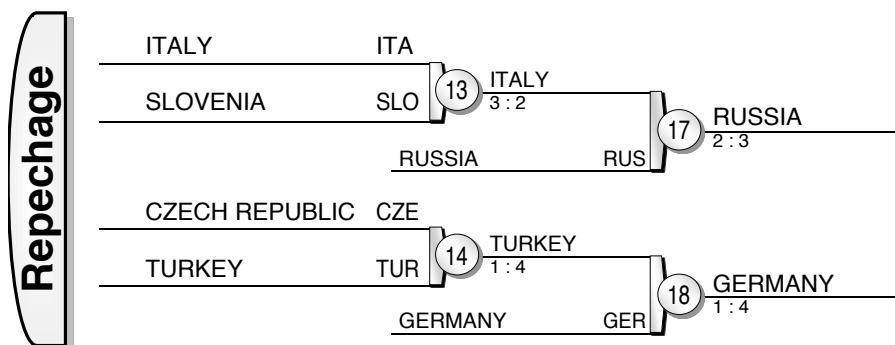 Repechage
ITALY ITA
13 ITALY
3 : 2
SLOVENIA SLO
17 RUSSIA
2 : 3
RUSSIA RUS
CZECH REPUBLIC CZE
14 TURKEY
1 : 4
TURKEY TUR
18 GERMANY
1 : 4
GERMANY GER